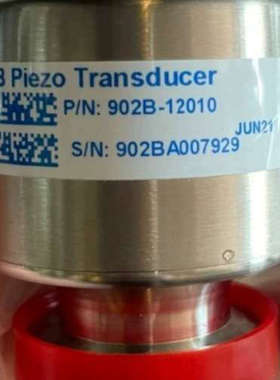 Piezo Transducer
P/N: 902B-12010
JUN21
S/N: 902BA007929